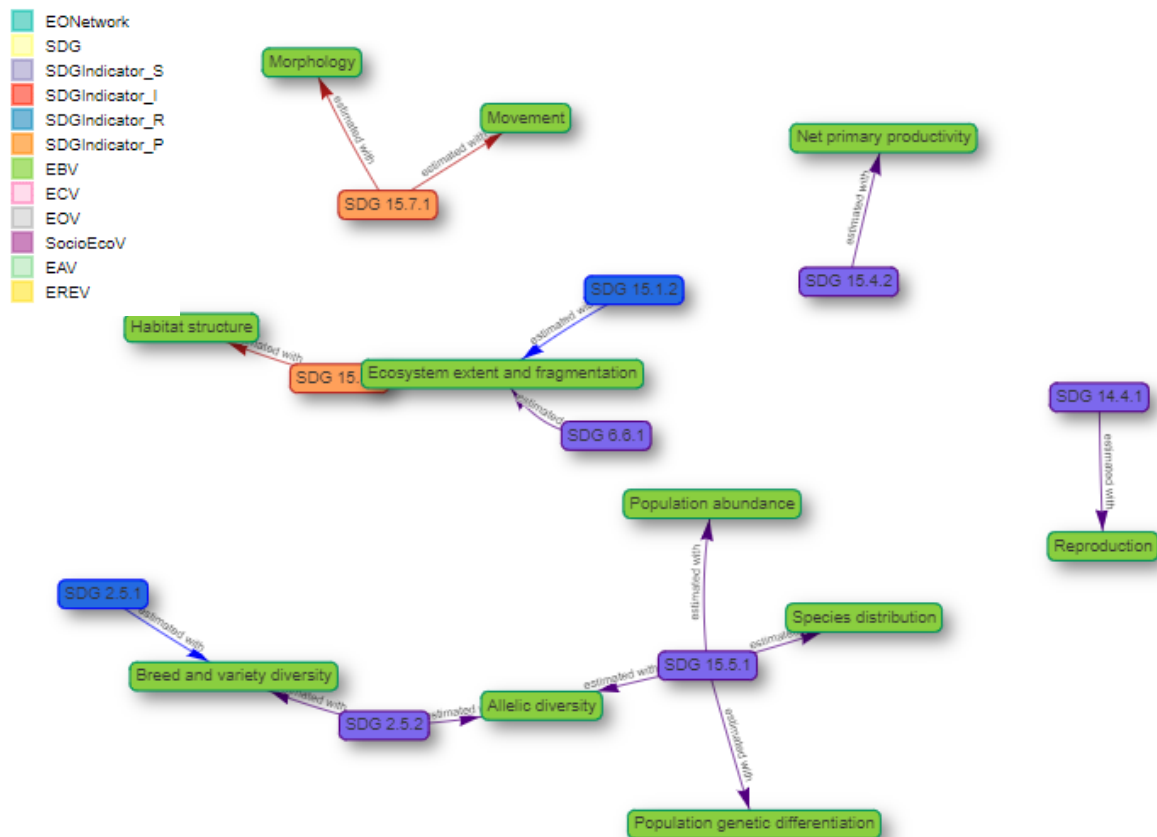 EONetwork
SDG
SDGIndicator_S
SDGIndicator_I
SDGIndicator_R
SDGIndicator_P
EBV
ECV
EOV
SocioEcoV
EAV
EREV
Morphology
Movement
estimated with
estimated with
SDG 15.7.1
Net primary productivity
estimated with
SDG 15.4.2
SDG 15.1.2
estimated with
Habitat structure
with
SDG 15.
Ecosystem extent and fragmentation
estimated
SDG 6.6.1
SDG 14.4.1
estimated with
Reproduction
Population abundance
estimated with
SDG 2.5.1
estimated with
Species distribution
estimated
SDG 15.5.1
estimated with
Breed and variety diversity
with
SDG 2.5.2
estimated
Allelic diversity
estimated with
Population genetic differentiation